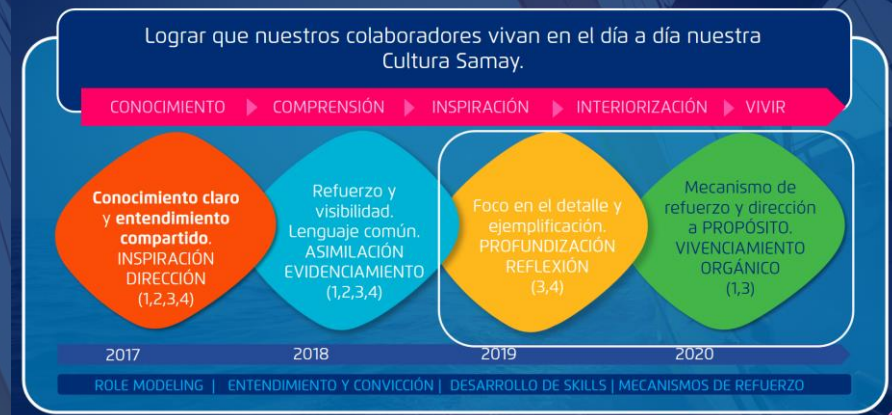 Lograr que nuestros colaboradores vivan en el día a día nuestra
Cultura Samay.
CONOCIMIENTO
COMPRENSIÓN
INSPIRACIÓN
INTERIORIZACIÓN
VIVIR
Conocimiento claro
y entendimiento
compartido.
INSPIRACIÓN
DIRECCIÓN
(1,2,3,4)
Refuerzo y
visibilidad.
Lenguaje común.
ASIMILACIÓN
EVIDENCIAMIENTO
(1,2,3,4)
Foco en el detalle y
ejemplificación.
PROFUNDIZACIÓN
REFLEXIÓN
(3,4)
Mecanismo de
refuerzo y dirección
a PROPÓSITO.
VIVENCIAMIENTO
ORGÁNICO
(1,3)
2017
2018
2019
2020
ROLE MODELING | ENTENDIMIENTO Y CONVICCIÓN | DESARROLLO DE SKILLS | MECANISMOS DE REFUERZO